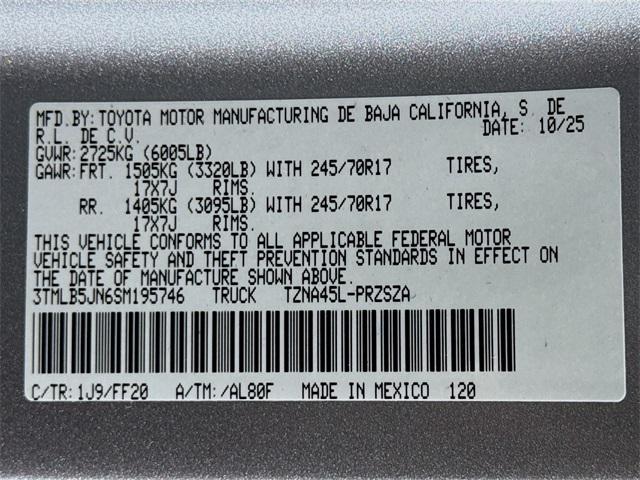 MFD.BY:TOYOTA MOTOR MANUFACTURING DE BAJA CALIFORNIA, S. DE
R.L. DE C.V. DATE: 10/25
GVWR:2725KG (6005LB)
GAWR:FRT. 1505KG (3320LB) WITH 245/70R17 TIRES,
17X7J RIMS.
RR. 1405KG (3095LB) WITH 245/70R17 TIRES,
17X7J RIMS.
THIS VEHICLE CONFORMS TO ALL APPLICABLE FEDERAL MOTOR
VEHICLE SAFETY AND THEFT PREVENTION STANDARDS IN EFFECT ON
THE DATE OF MANUFACTURE SHOWN ABOVE.
3TMLB5JN6SM195746 TRUCK TZNA45L-PRZSZA
C/TR:1J9/FF20 A/TM:/AL80F MADE IN MEXICO 120